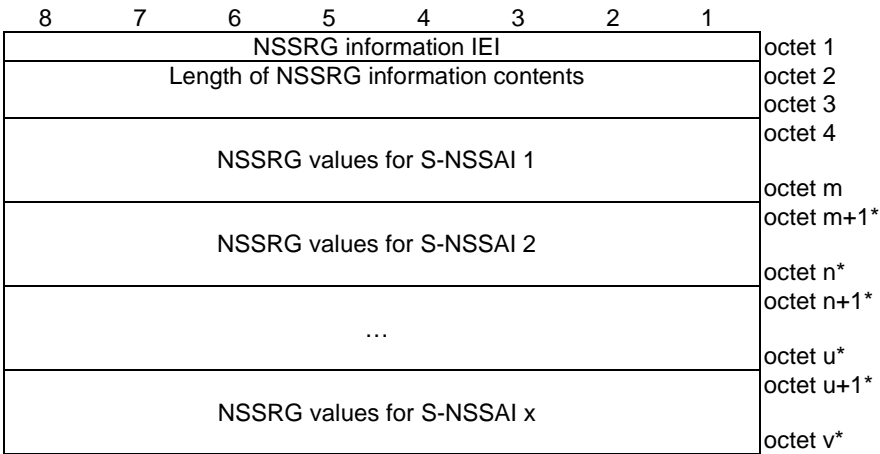 8 7 6 5 4 3 2 1
NSSRG information IEI octet 1
Length of NSSRG information contents octet 2
octet 3
octet 4
NSSRG values for S-NSSAI 1
octet m
octet m+1*
NSSRG values for S-NSSAI 2
octet n*
octet n+1*
…
octet u*
octet u+1*
NSSRG values for S-NSSAI x
octet v*